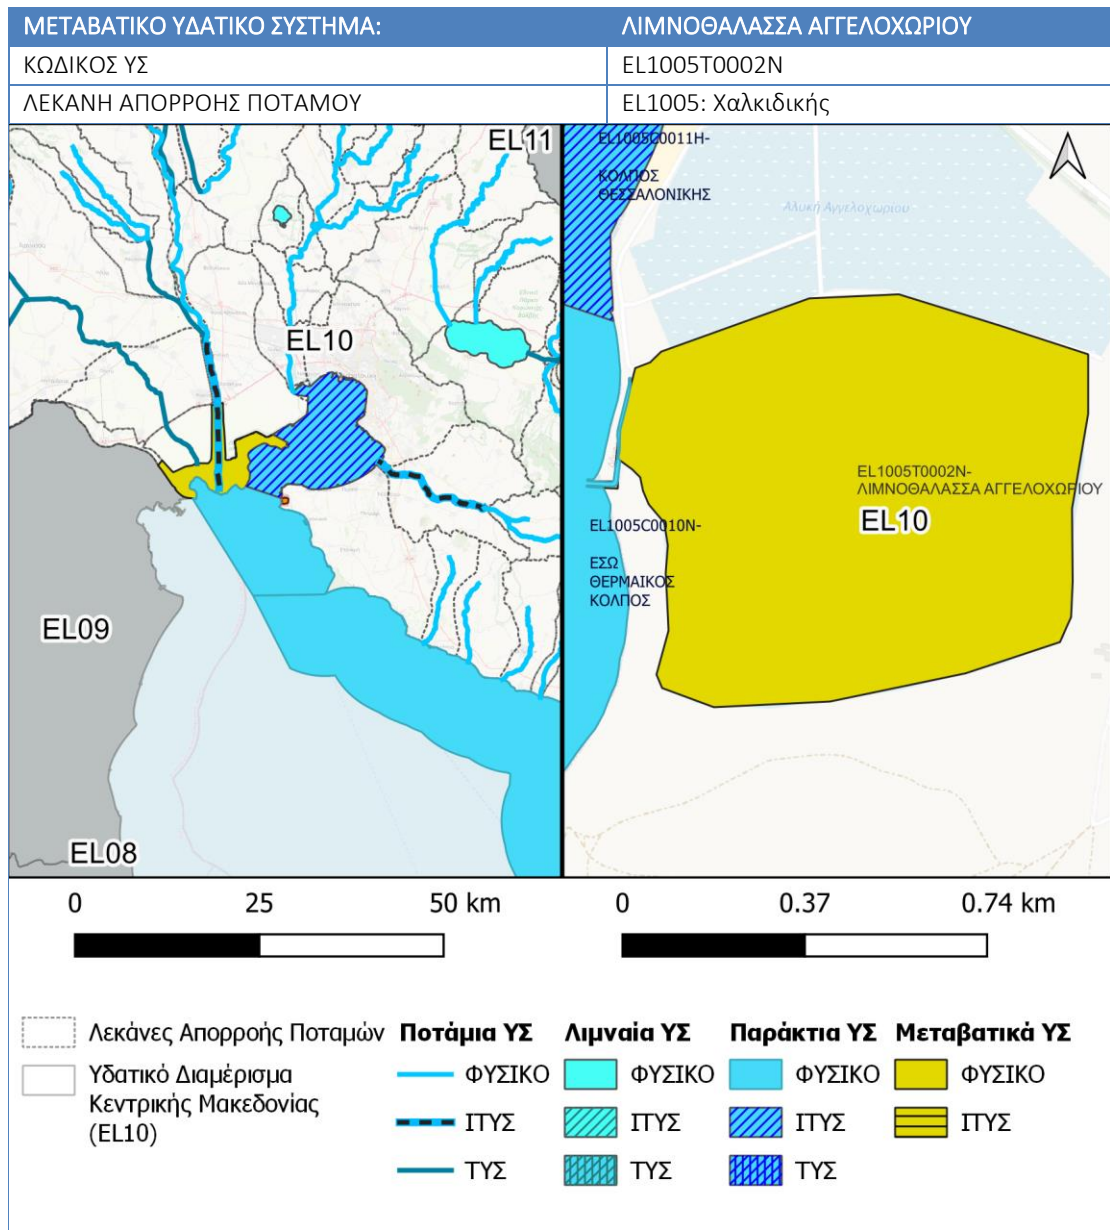 ΜΕΤΑΒΑΤΙΚΟ ΥΔΑΤΙΚΟ ΣΥΣΤΗΜΑ: ΛΙΜΝΟΘΑΛΑΣΣΑ ΑΓΓΕΛΟΧΩΡΙΟΥ
ΚΩΔΙΚΟΣ ΥΣ EL1005T0002N
ΛΕΚΑΝΗ ΑΠΟΡΡΟΗΣ ΠΟΤΑΜΟΥ EL1005: Χαλκιδικής
EL11
EL10
EL09
EL08
EL1005C0011H-
ΚΟΛΠΟΣ
ΘΕΣΣΑΛΟΝΙΚΗΣ
Αλυκή Αγγελοχωρίου
EL1005T0002N-
ΛΙΜΝΟΘΑΛΑΣΣΑ ΑΓΓΕΛΟΧΩΡΙΟΥ
EL10
EL1005C0010N-
ΕΣΩ
ΘΕΡΜΑΙΚΟΣ
ΚΟΛΠΟΣ
0 25 50 km
0 0.37 0.74 km
Λεκάνες Απορροής Ποταμών
Υδατικό Διαμέρισμα
Κεντρικής Μακεδονίας
(EL10)
Ποτάμια ΥΣ
ΦΥΣΙΚΟ
ΙΤΥΣ
ΤΥΣ
Λιμναία ΥΣ
ΦΥΣΙΚΟ
ΙΤΥΣ
ΤΥΣ
Παράκτια ΥΣ
ΦΥΣΙΚΟ
ΙΤΥΣ
ΤΥΣ
Μεταβατικά ΥΣ
ΦΥΣΙΚΟ
ΙΤΥΣ